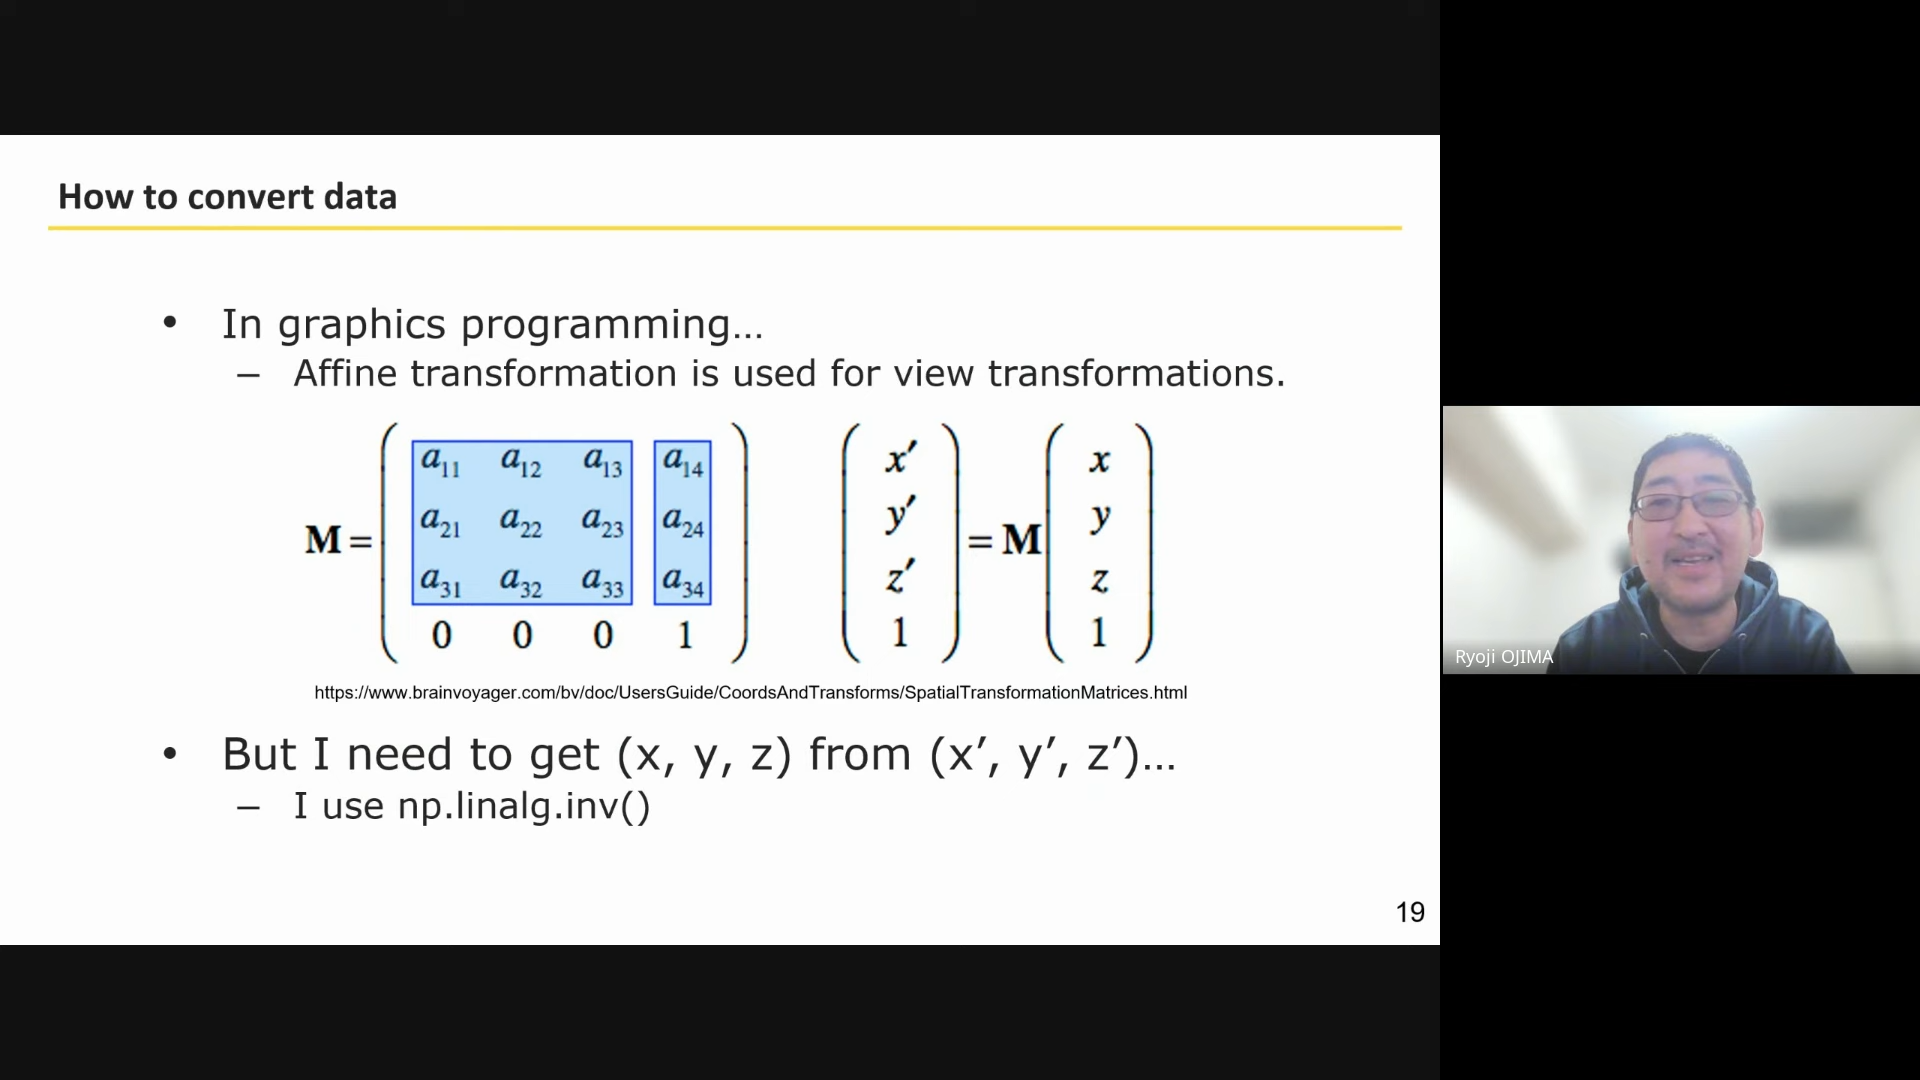 How to convert data
• In graphics programming…
– Affine transformation is used for view transformations.
M = ( a11 a12 a13 a14
a21 a22 a23 a24
a31 a32 a33 a34
0 0 0 1 )
( x′ y′ z′ 1 ) = M ( x y z 1 )
https://www.brainvoyager.com/bv/doc/UsersGuide/CoordsAndTransforms/SpatialTransformationMatrices.html
• But I need to get (x, y, z) from (x’, y’, z’)…
– I use np.linalg.inv()
19
Ryoji OJIMA